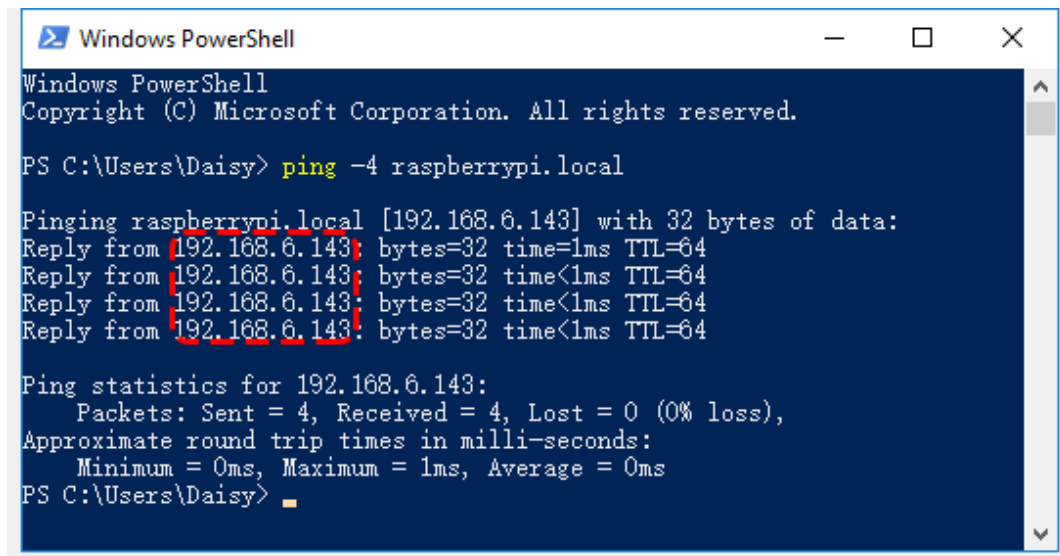 Windows PowerShell
Windows PowerShell
Copyright (C) Microsoft Corporation. All rights reserved.
PS C:\Users\Daisy> ping -4 raspberrypi.local
Pinging raspberrypi.local [192.168.6.143] with 32 bytes of data:
Reply from 192.168.6.143: bytes=32 time=1ms TTL=64
Reply from 192.168.6.143: bytes=32 time<1ms TTL=64
Reply from 192.168.6.143: bytes=32 time<1ms TTL=64
Reply from 192.168.6.143: bytes=32 time<1ms TTL=64
Ping statistics for 192.168.6.143:
Packets: Sent = 4, Received = 4, Lost = 0 (0% loss),
Approximate round trip times in milli-seconds:
Minimum = 0ms, Maximum = 1ms, Average = 0ms
PS C:\Users\Daisy>